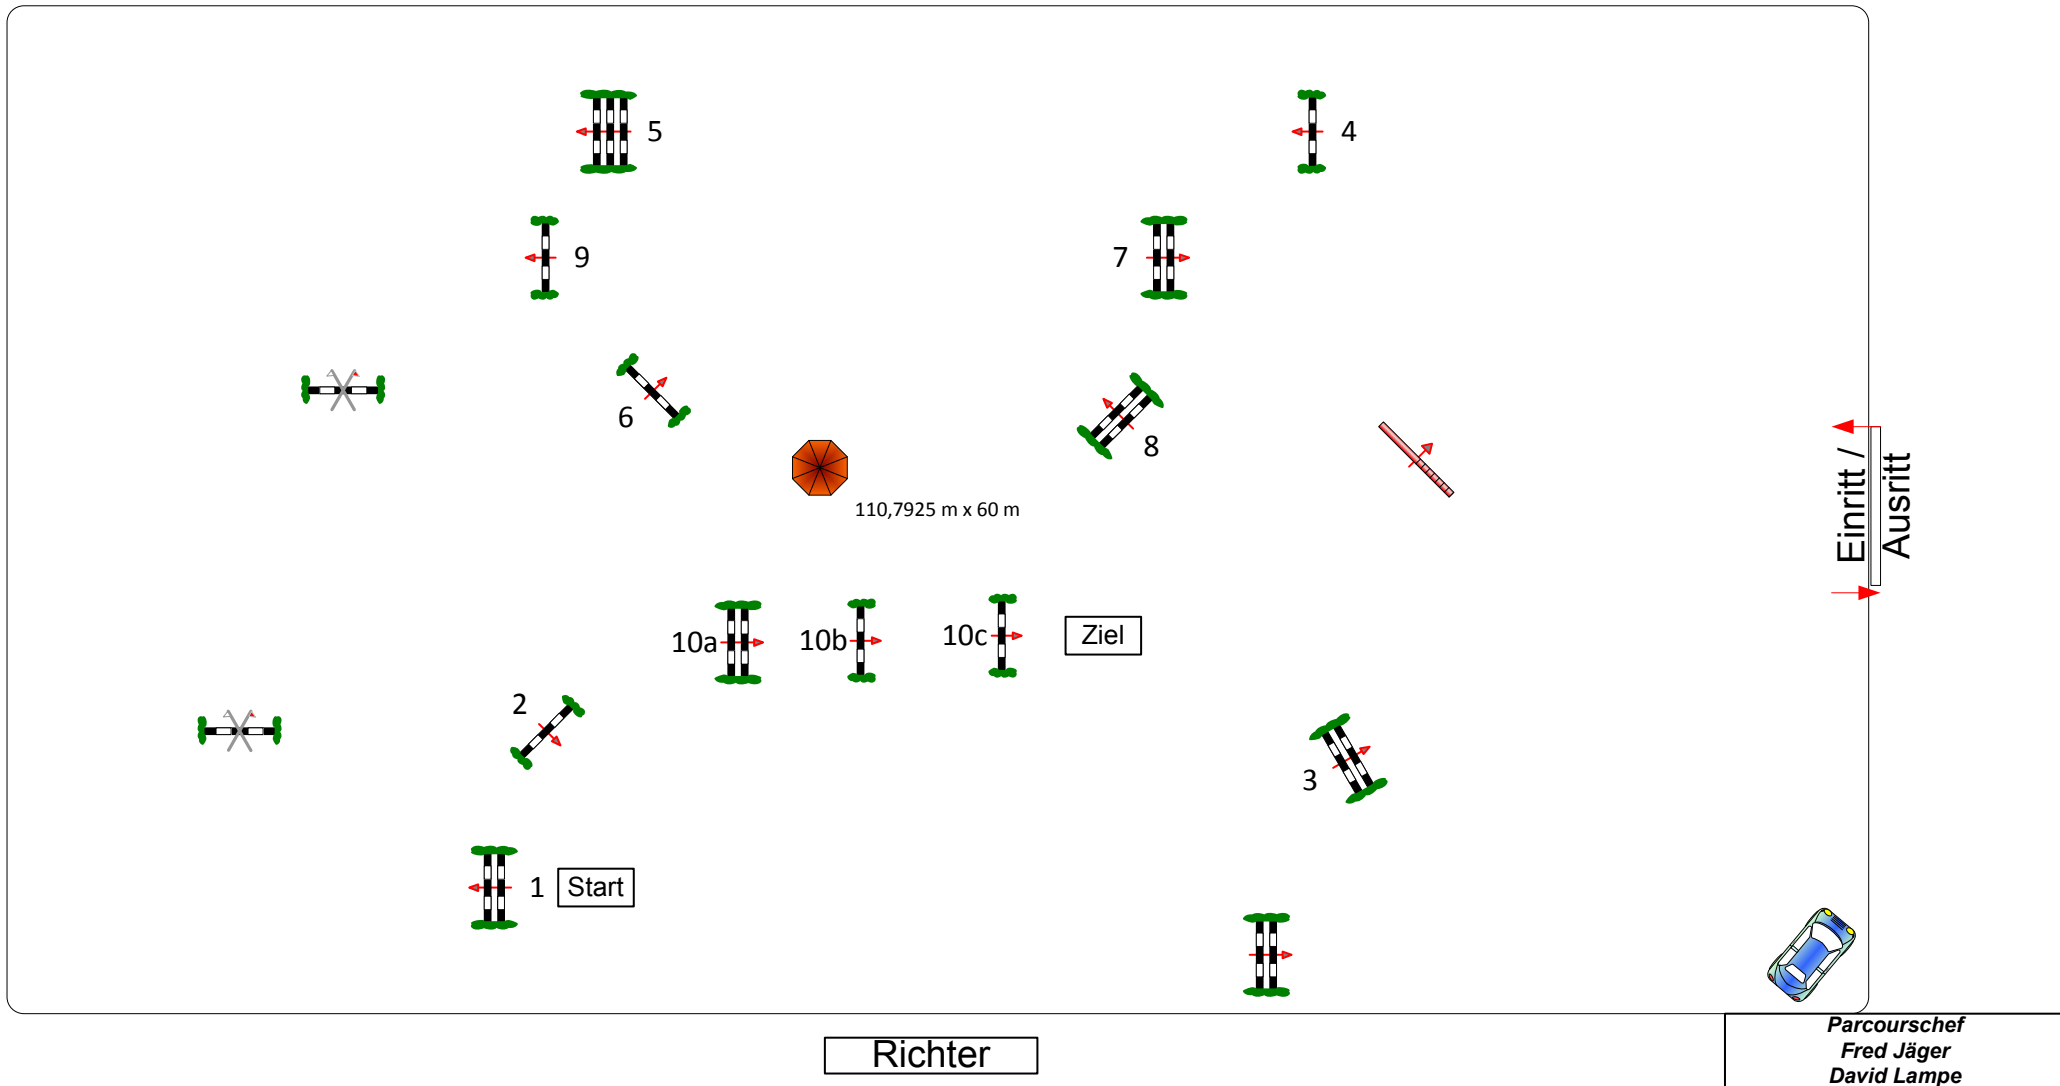 5
4
9
7
6
8
110,7925 m x 60 m
Einritt /
Ausritt
10a
10b
10c
Ziel
2
3
1
Start
Richter
Parcourschef
Fred Jäger
David Lampe